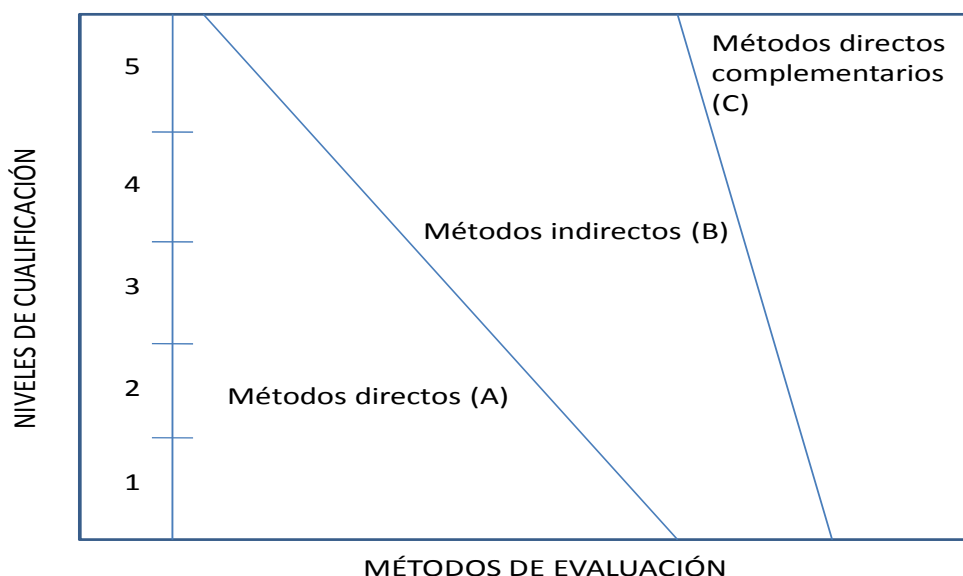 NIVELES DE CUALIFICACIÓN
5
4
3
2
1
Métodos directos
complementarios
(C)
Métodos indirectos (B)
Métodos directos (A)
MÉTODOS DE EVALUACIÓN